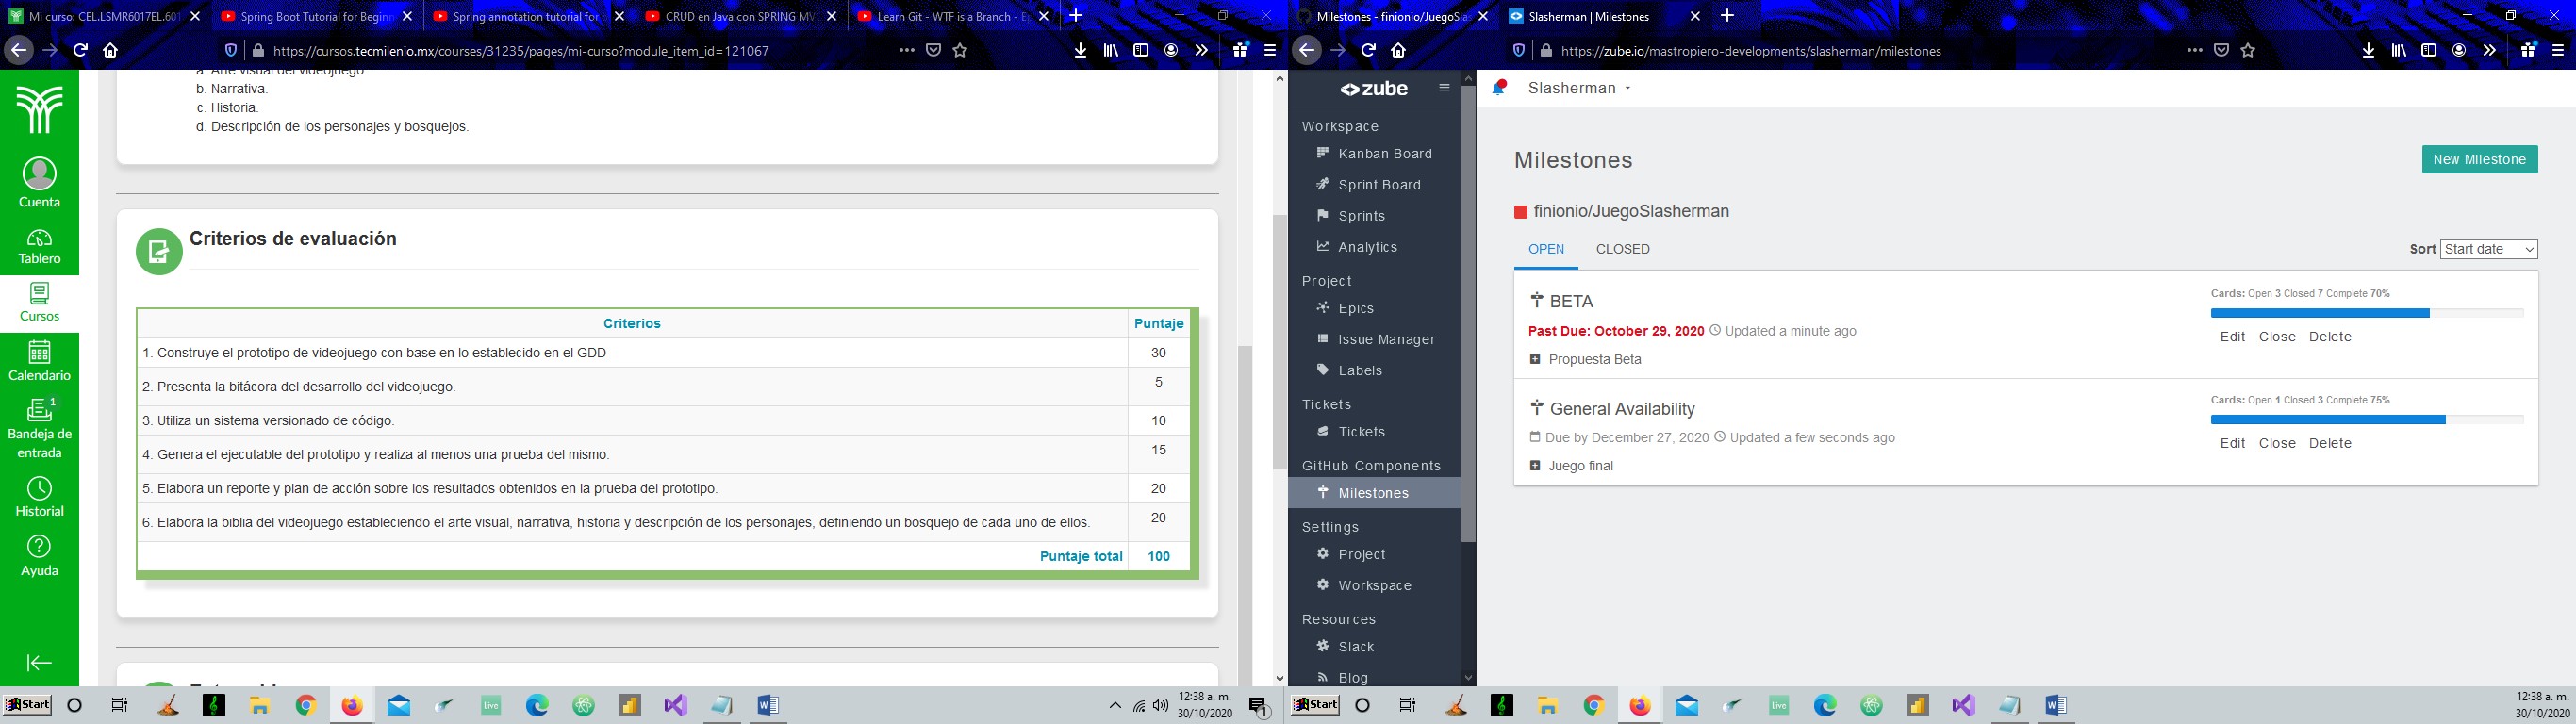 Mi curso: CEL.LSMR6017EL.601
Spring Boot Tutorial for Beginn
Spring annotation tutorial for b
CRUD en Java con SPRING MVC
Learn Git - WTF is a Branch - Ep
https://cursos.tecmilenio.mx/courses/31235/pages/mi-curso?module_item_id=121067
Cuenta
Tablero
Cursos
Calendario
1
Bandeja de
entrada
Historial
Ayuda
a. Arte visual del videojuego.
b. Narrativa.
c. Historia.
d. Descripción de los personajes y bosquejos.
Criterios de evaluación
Criterios Puntaje
1. Construye el prototipo de videojuego con base en lo establecido en el GDD 30
2. Presenta la bitácora del desarrollo del videojuego. 5
3. Utiliza un sistema versionado de código. 10
4. Genera el ejecutable del prototipo y realiza al menos una prueba del mismo. 15
5. Elabora un reporte y plan de acción sobre los resultados obtenidos en la prueba del prototipo. 20
6. Elabora la biblia del videojuego estableciendo el arte visual, narrativa, historia y descripción de los personajes, definiendo un bosquejo de cada uno de ellos. 20
Puntaje total 100
Start
Live
12:38 a. m.
30/10/2020
1
Milestones - finionio/JuegoSla
Slasherman | Milestones
https://zube.io/mastropiero-developments/slasherman/milestones
zube
Workspace
Kanban Board
Sprint Board
Sprints
Analytics
Project
Epics
Issue Manager
Labels
Tickets
Tickets
GitHub Components
Milestones
Settings
Project
Workspace
Resources
Slack
Blog
Slasherman
Milestones
New Milestone
finionio/JuegoSlasherman
OPEN CLOSED
Sort Start date
BETA
Past Due: October 29, 2020 Updated a minute ago
Propuesta Beta
Cards: Open 3 Closed 7 Complete 70%
Edit Close Delete
General Availability
Due by December 27, 2020 Updated a few seconds ago
Juego final
Cards: Open 1 Closed 3 Complete 75%
Edit Close Delete
Start
Live
12:38 a. m.
30/10/2020